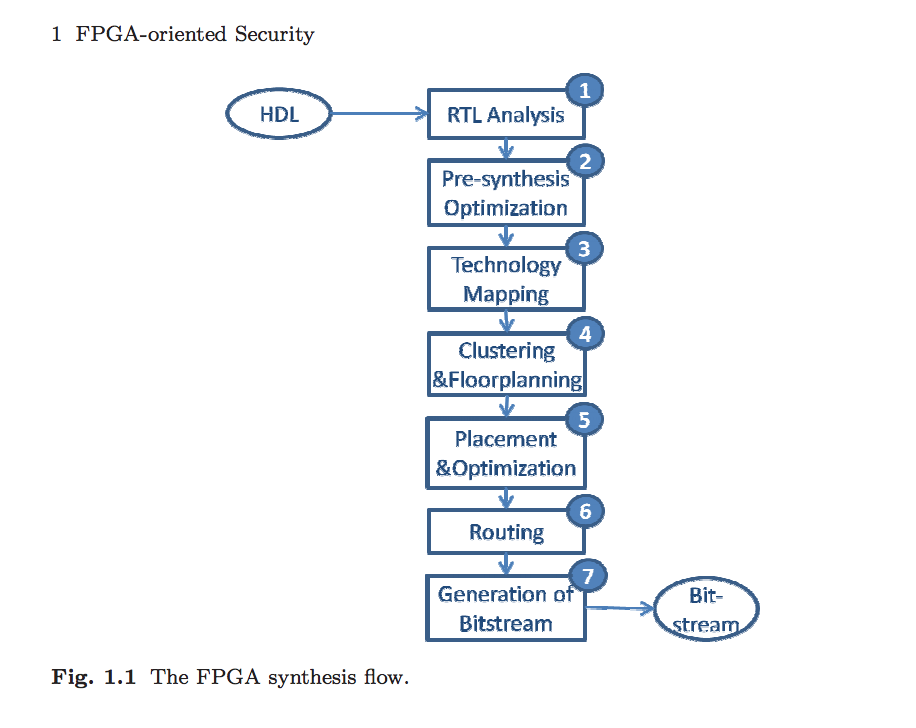 1 FPGA-oriented Security
1
HDL
RTL Analysis
2
Pre-synthesis
Optimization
3
Technology
Mapping
4
Clustering
&Floorplanning
5
Placement
&Optimization
6
Routing
7
Generation of
Bitstream
Bit-
stream
Fig. 1.1 The FPGA synthesis flow.